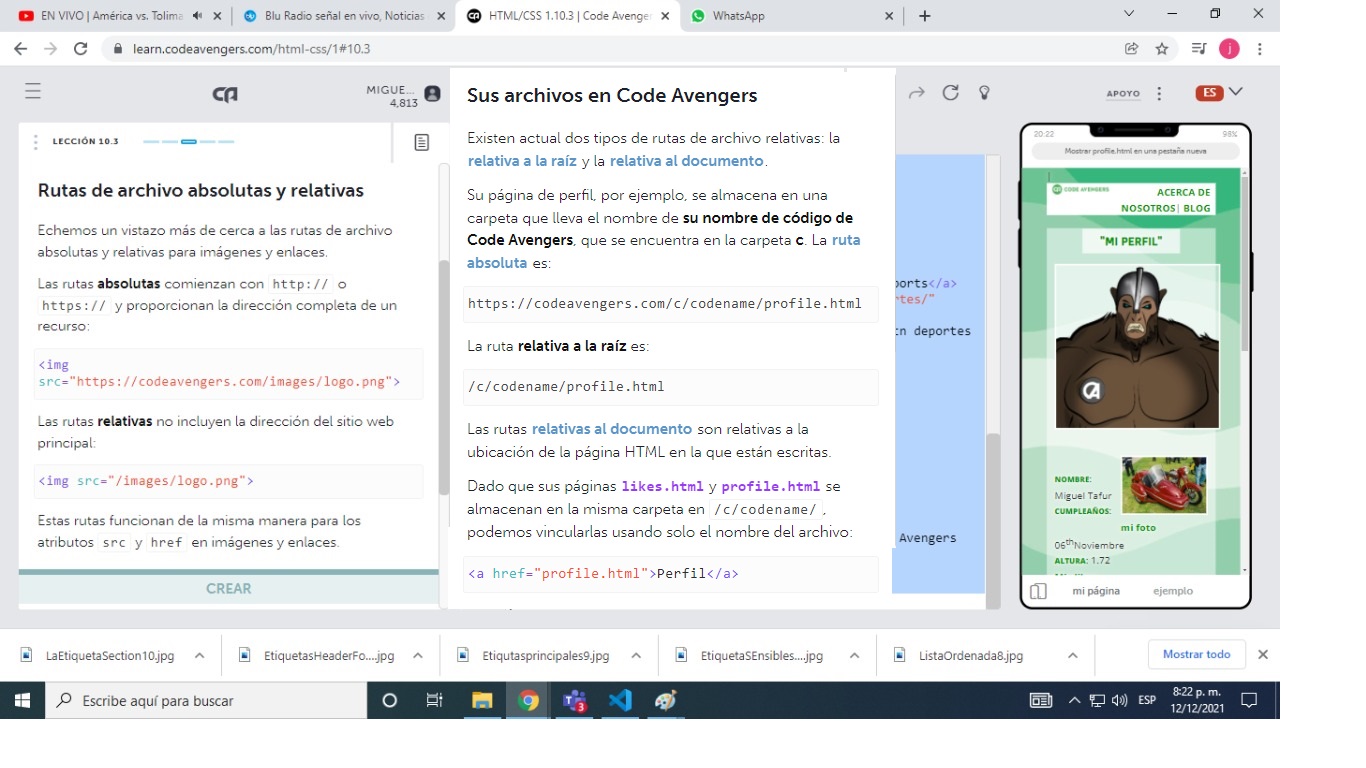 EN VIVO | América vs. Tolima
Blu Radio señal en vivo, Noticias
HTML/CSS 1.10.3 | Code Avenge
WhatsApp
learn.codeavengers.com/html-css/1#10.3
j
MIGUE...
4,813
LECCIÓN 10.3
Rutas de archivo absolutas y relativas
Echemos un vistazo más de cerca a las rutas de archivo
absolutas y relativas para imágenes y enlaces.
Las rutas absolutas comienzan con http:// o
https:// y proporcionan la dirección completa de un
recurso:
<img
src="https://codeavengers.com/images/logo.png">
Las rutas relativas no incluyen la dirección del sitio web
principal:
<img src="/images/logo.png">
Estas rutas funcionan de la misma manera para los
atributos src y href en imágenes y enlaces.
CREAR
Sus archivos en Code Avengers
Existen actual dos tipos de rutas de archivo relativas: la
relativa a la raíz y la relativa al documento.
Su página de perfil, por ejemplo, se almacena en una
carpeta que lleva el nombre de su nombre de código de
Code Avengers, que se encuentra en la carpeta c. La ruta
absoluta es:
https://codeavengers.com/c/codename/profile.html
La ruta relativa a la raíz es:
/c/codename/profile.html
Las rutas relativas al documento son relativas a la
ubicación de la página HTML en la que están escritas.
Dado que sus páginas likes.html y profile.html se
almacenan en la misma carpeta en /c/codename/ ,
podemos vincularlas usando solo el nombre del archivo:
<a href="profile.html">Perfil</a>
APOYO
ES
ports</a>
rtes/"
cn deportes
Avengers
20:22
98%
Mostrar profile.html en una pestaña nueva
CODE AVENGERS
ACERCA DE
NOSOTROS| BLOG
"MI PERFIL"
NOMBRE:
Miguel Tafur
CUMPLEAÑOS:
mi foto
06thNoviembre
ALTURA: 1.72
mi página
ejemplo
LaEtiquetaSection10.jpg
EtiquetasHeaderFo....jpg
Etiqutasprincipales9.jpg
EtiquetaSEnsibles....jpg
ListaOrdenada8.jpg
Mostrar todo
Escribe aquí para buscar
3
ESP
8:22 p. m.
12/12/2021